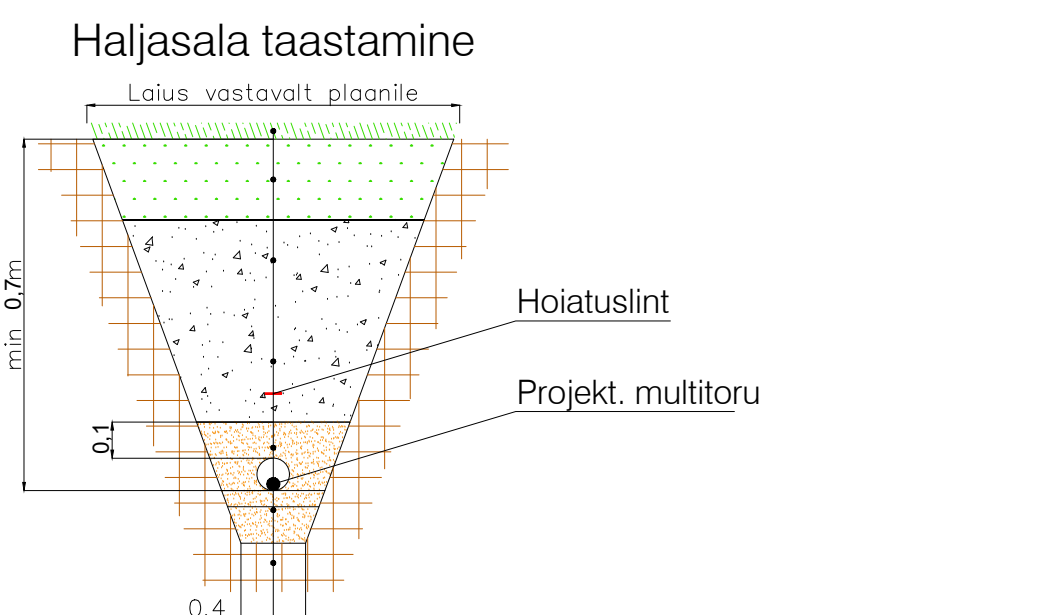 Haljasala taastamine
Laius vastavalt plaanile
min 0,7m
Hoiatuslint
Projekt. multitoru
0,1
0,4